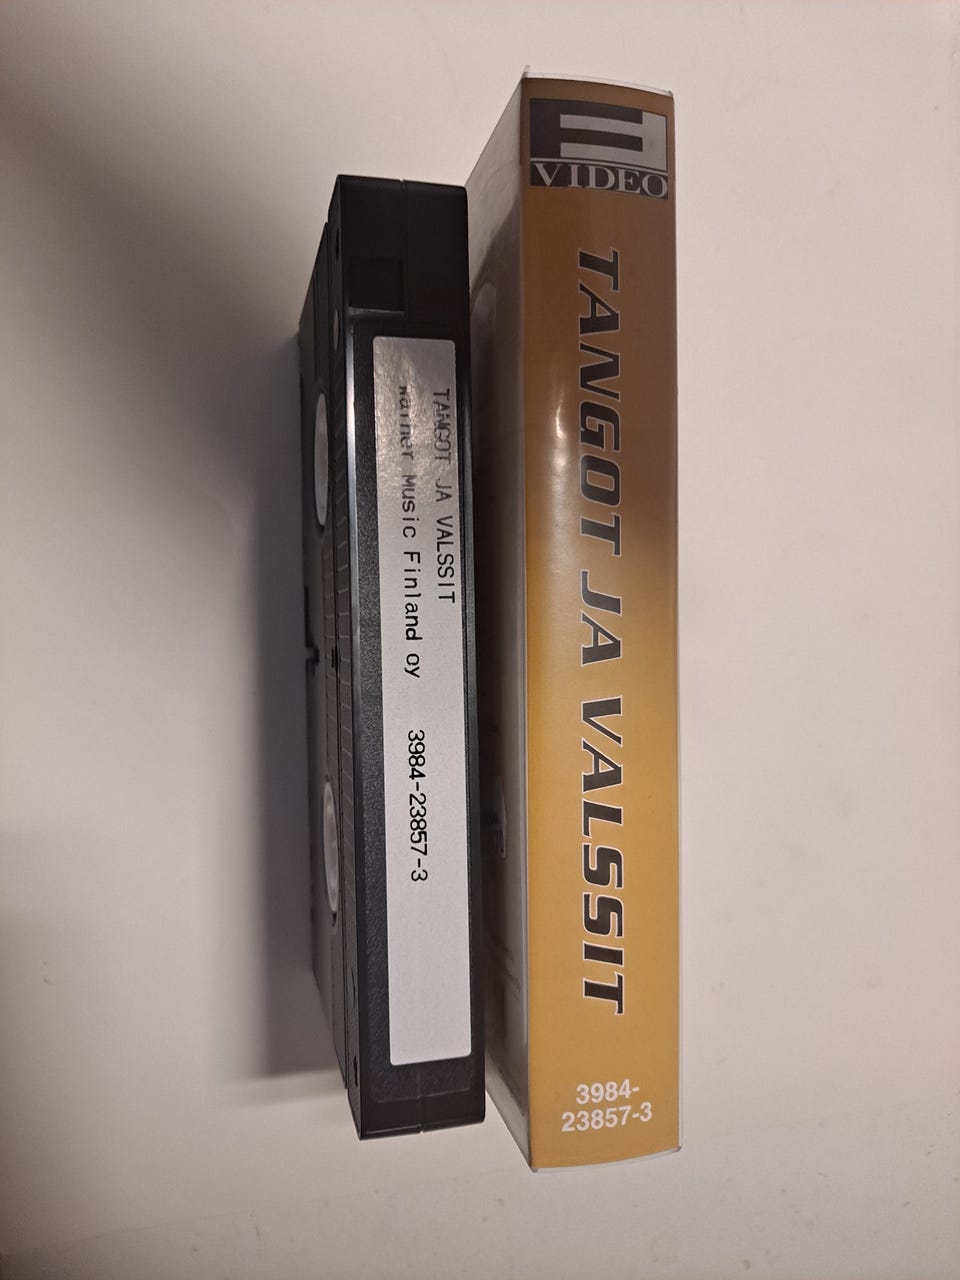 TANGOT JA VALSSIT
Warner Music Finland oy 3984-23857-3
VIDEO
TANGOT JA VALSSIT
3984-
23857-3